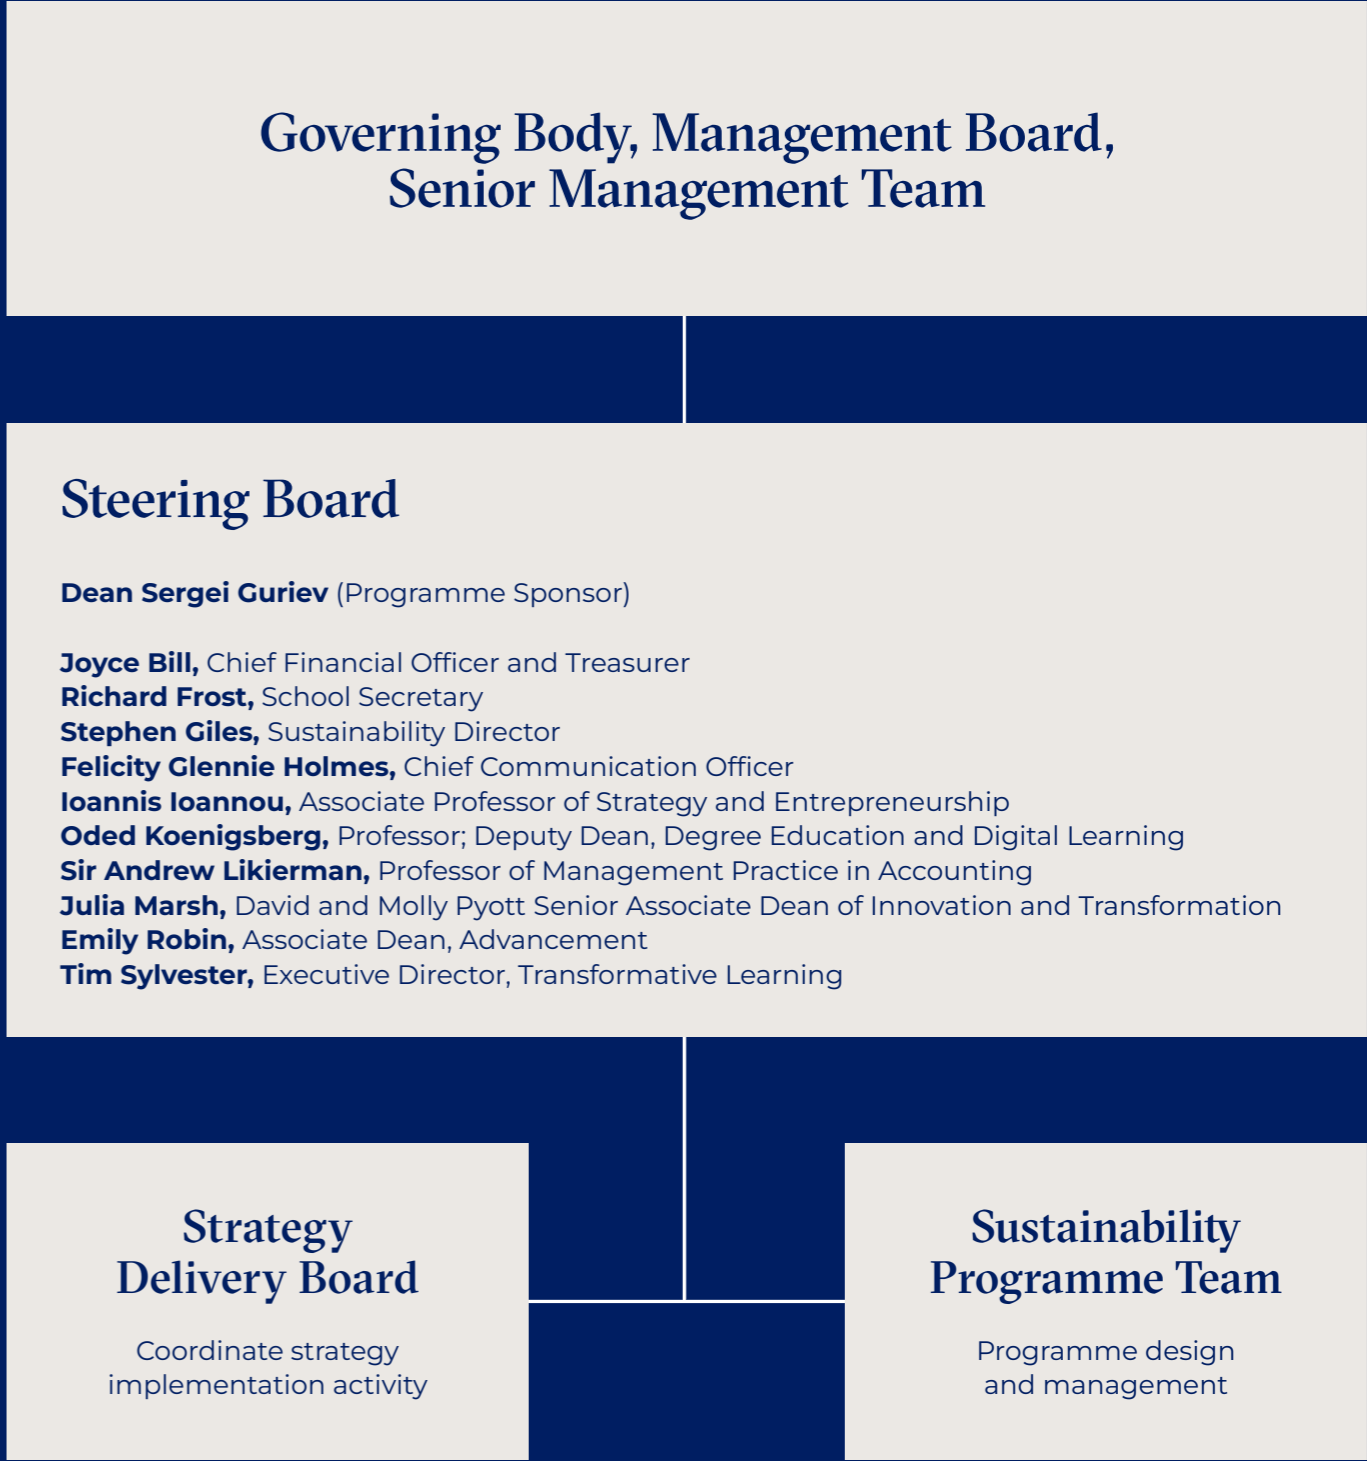 Governing Body, Management Board,
Senior Management Team
Steering Board
Dean Sergei Guriev (Programme Sponsor)
Joyce Bill, Chief Financial Officer and Treasurer
Richard Frost, School Secretary
Stephen Giles, Sustainability Director
Felicity Glennie Holmes, Chief Communication Officer
Ioannis Ioannou, Associate Professor of Strategy and Entrepreneurship
Oded Koenigsberg, Professor; Deputy Dean, Degree Education and Digital Learning
Sir Andrew Likierman, Professor of Management Practice in Accounting
Julia Marsh, David and Molly Pyott Senior Associate Dean of Innovation and Transformation
Emily Robin, Associate Dean, Advancement
Tim Sylvester, Executive Director, Transformative Learning
Strategy
Delivery Board
Coordinate strategy
implementation activity
Sustainability
Programme Team
Programme design
and management